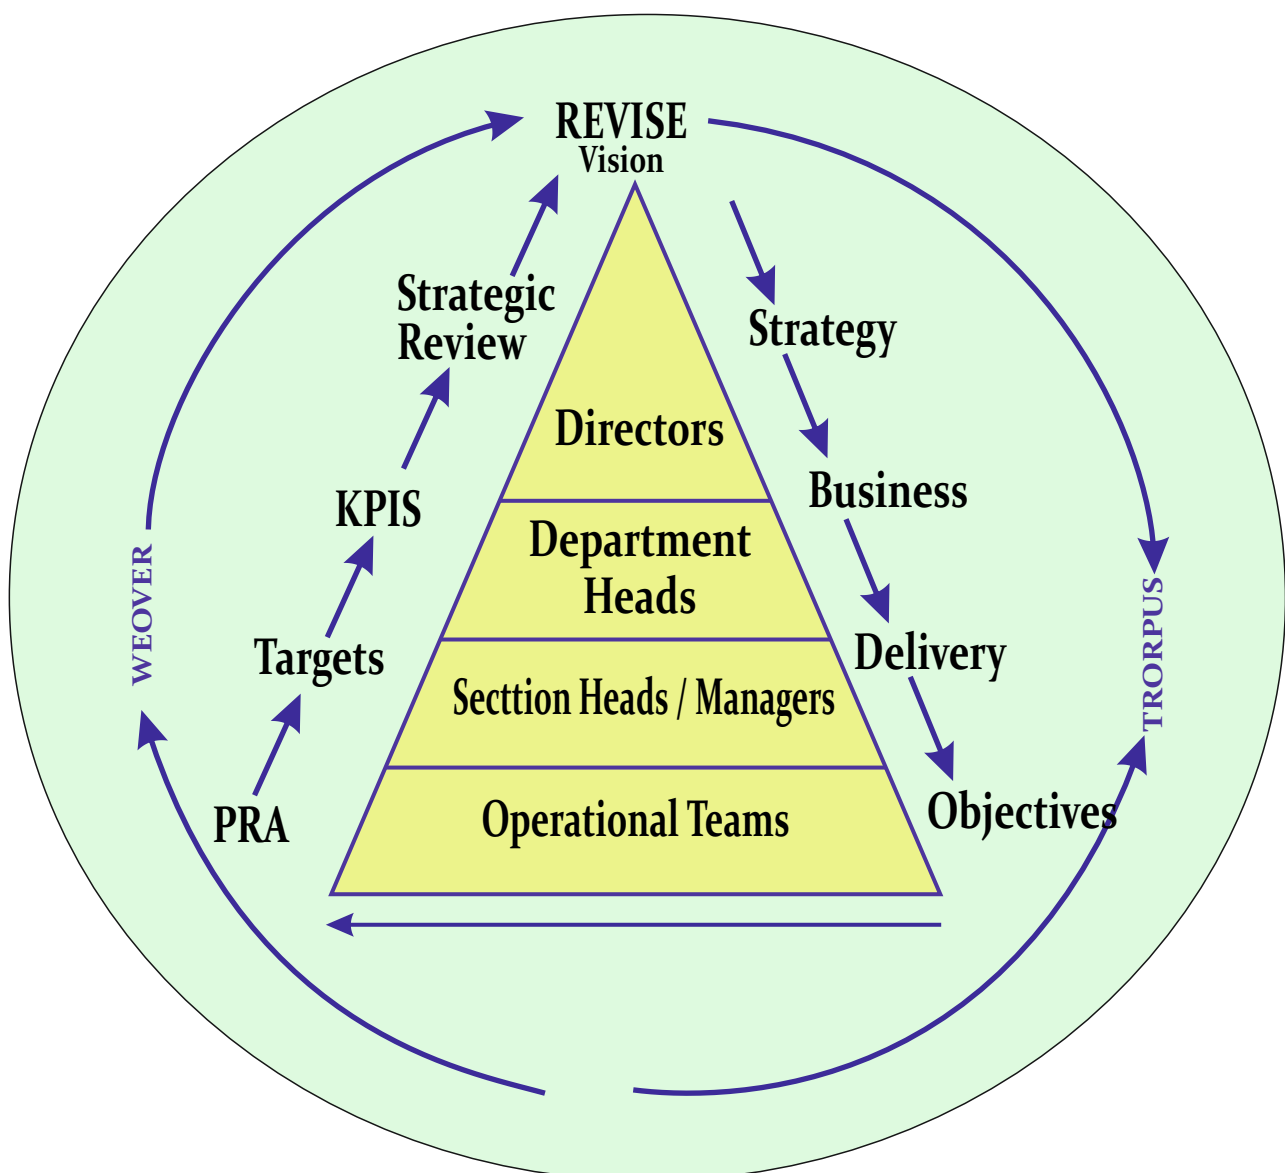 REVISE
Vision
Strategic
Review
Strategy
Directors
KPIS
Business
Department
Heads
WEOVER
TRORPUS
Targets
Delivery
Secttion Heads / Managers
PRA
Operational Teams
Objectives